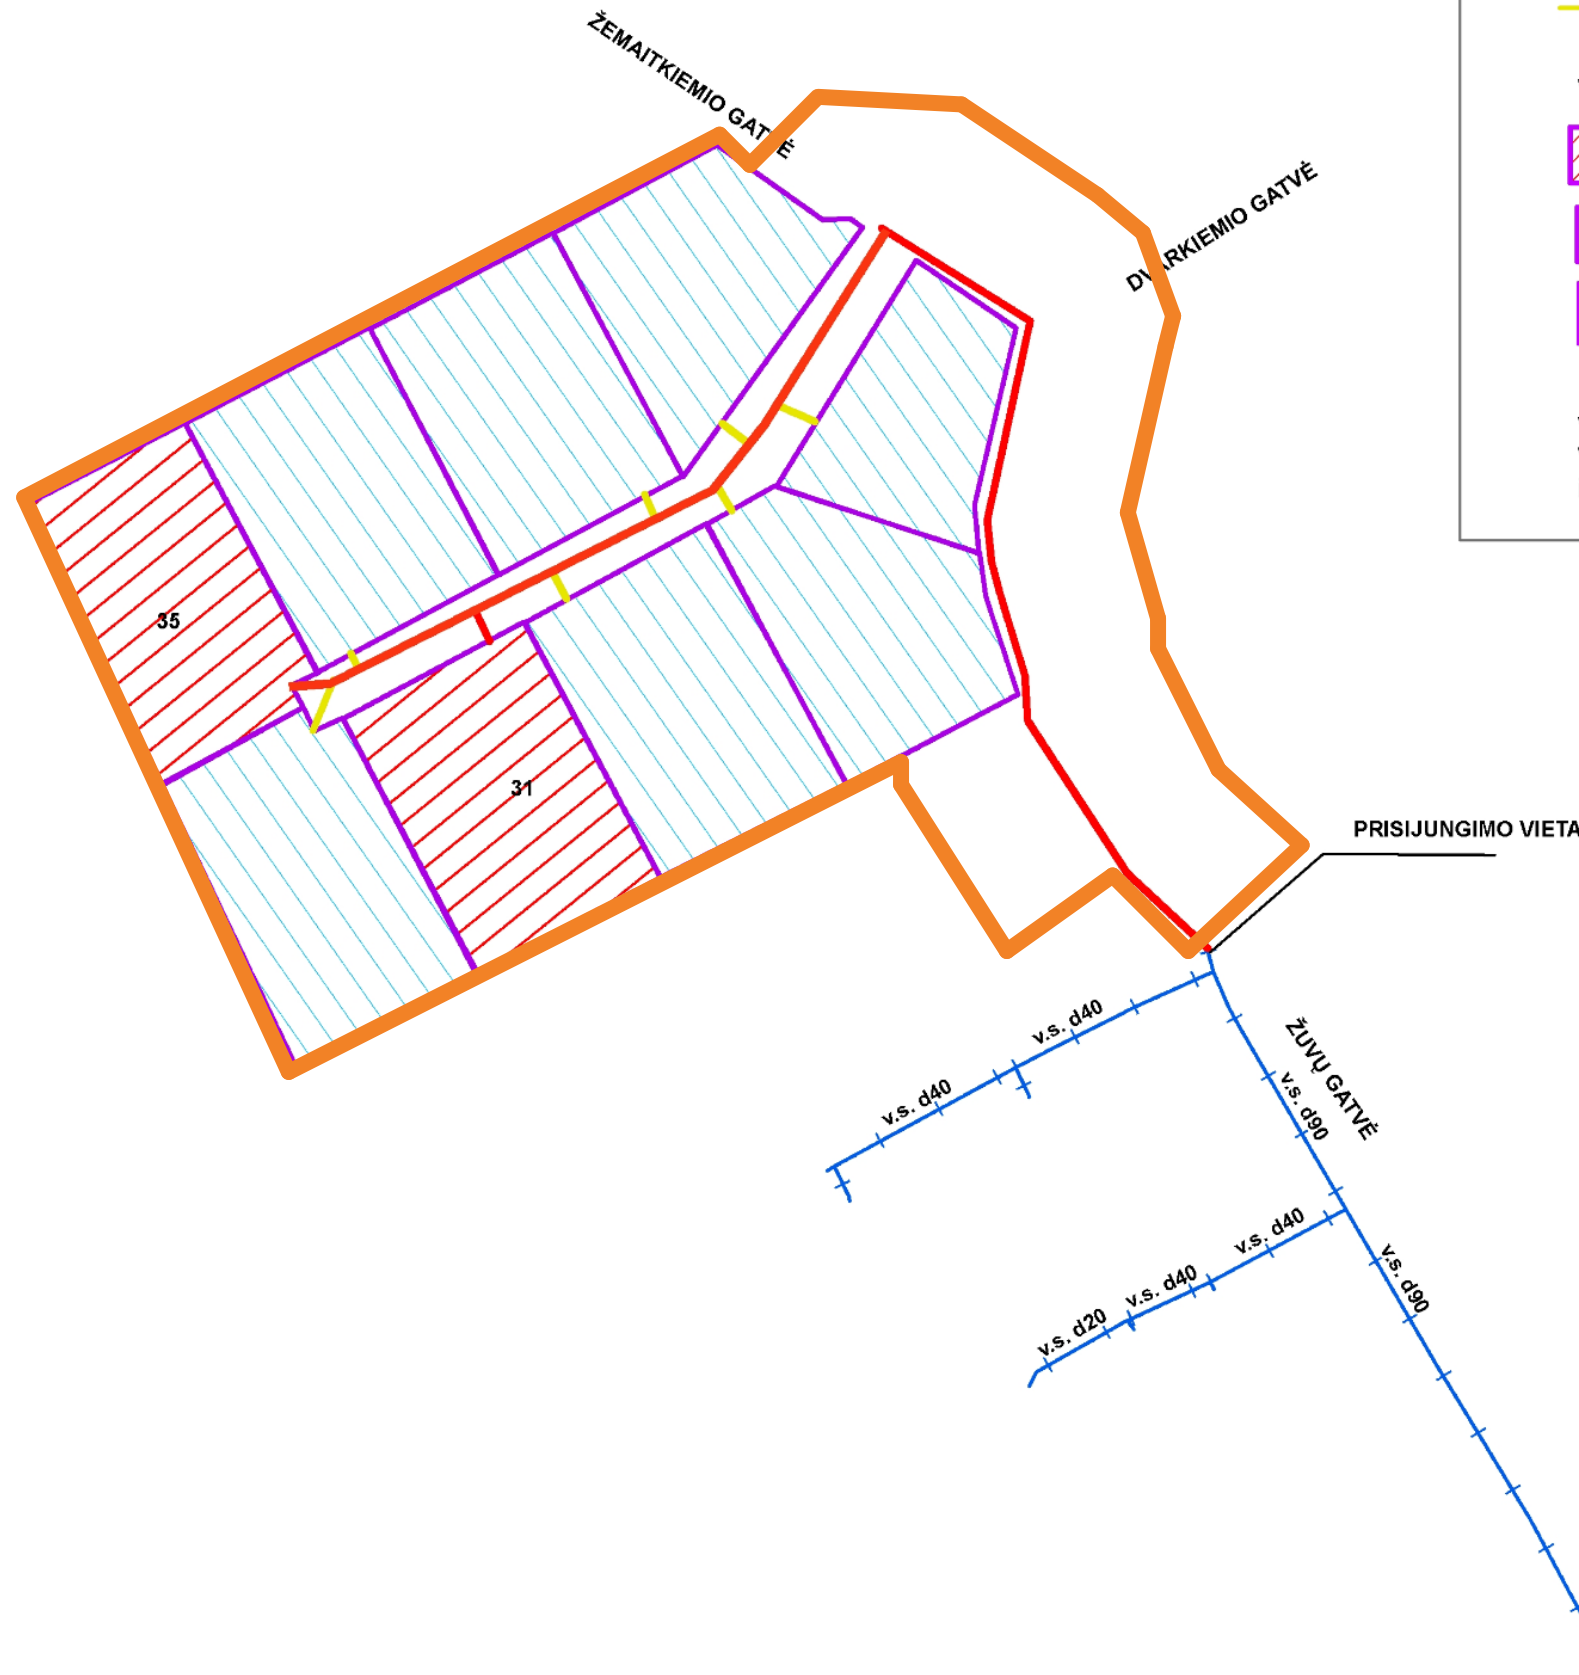 ŽEMAITKIEMIO GATVĖ
DVARKIEMIO GATVĖ
35
31
PRISIJUNGIMO VIETA
v.s. d40
v.s. d40
ŽUVŲ GATVĖ
v.s. d90
v.s. d40
v.s. d40
v.s. d20
v.s. d90